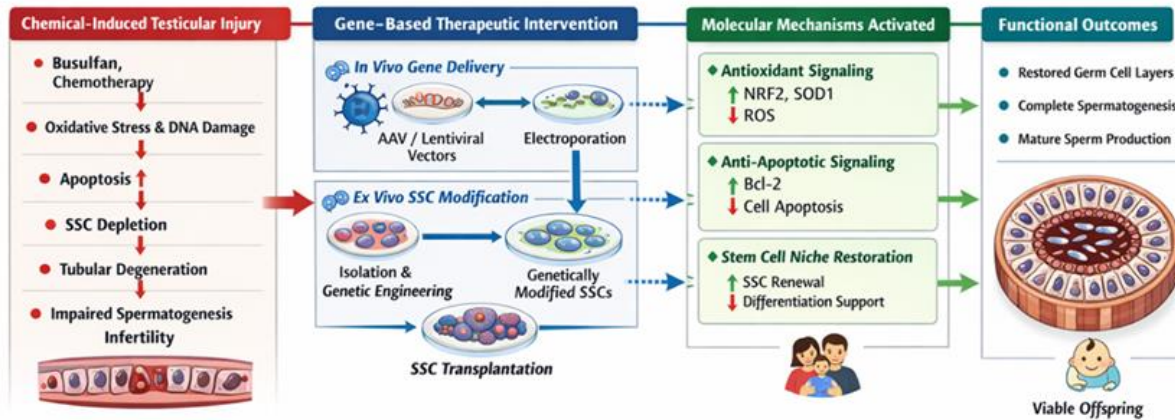 Chemical-Induced Testicular Injury
Busulfan,
Chemotherapy
Oxidative Stress & DNA Damage
Apoptosis ↑
SSC Depletion
Tubular Degeneration
Impaired Spermatogenesis
Infertility
Gene–Based Therapeutic Intervention
In Vivo Gene Delivery
AAV / Lentiviral
Vectors
Electroporation
Ex Vivo SSC Modification
Isolation &
Genetic Engineering
Genetically
Modified SSCs
SSC Transplantation
Molecular Mechanisms Activated
Antioxidant Signaling
↑ NRF2, SOD1
↓ ROS
Anti-Apoptotic Signaling
↑ Bcl-2
↓ Cell Apoptosis
Stem Cell Niche Restoration
↑ SSC Renewal
↓ Differentiation Support
Functional Outcomes
Restored Germ Cell Layers
Complete Spermatogenesis
Mature Sperm Production
Viable Offspring